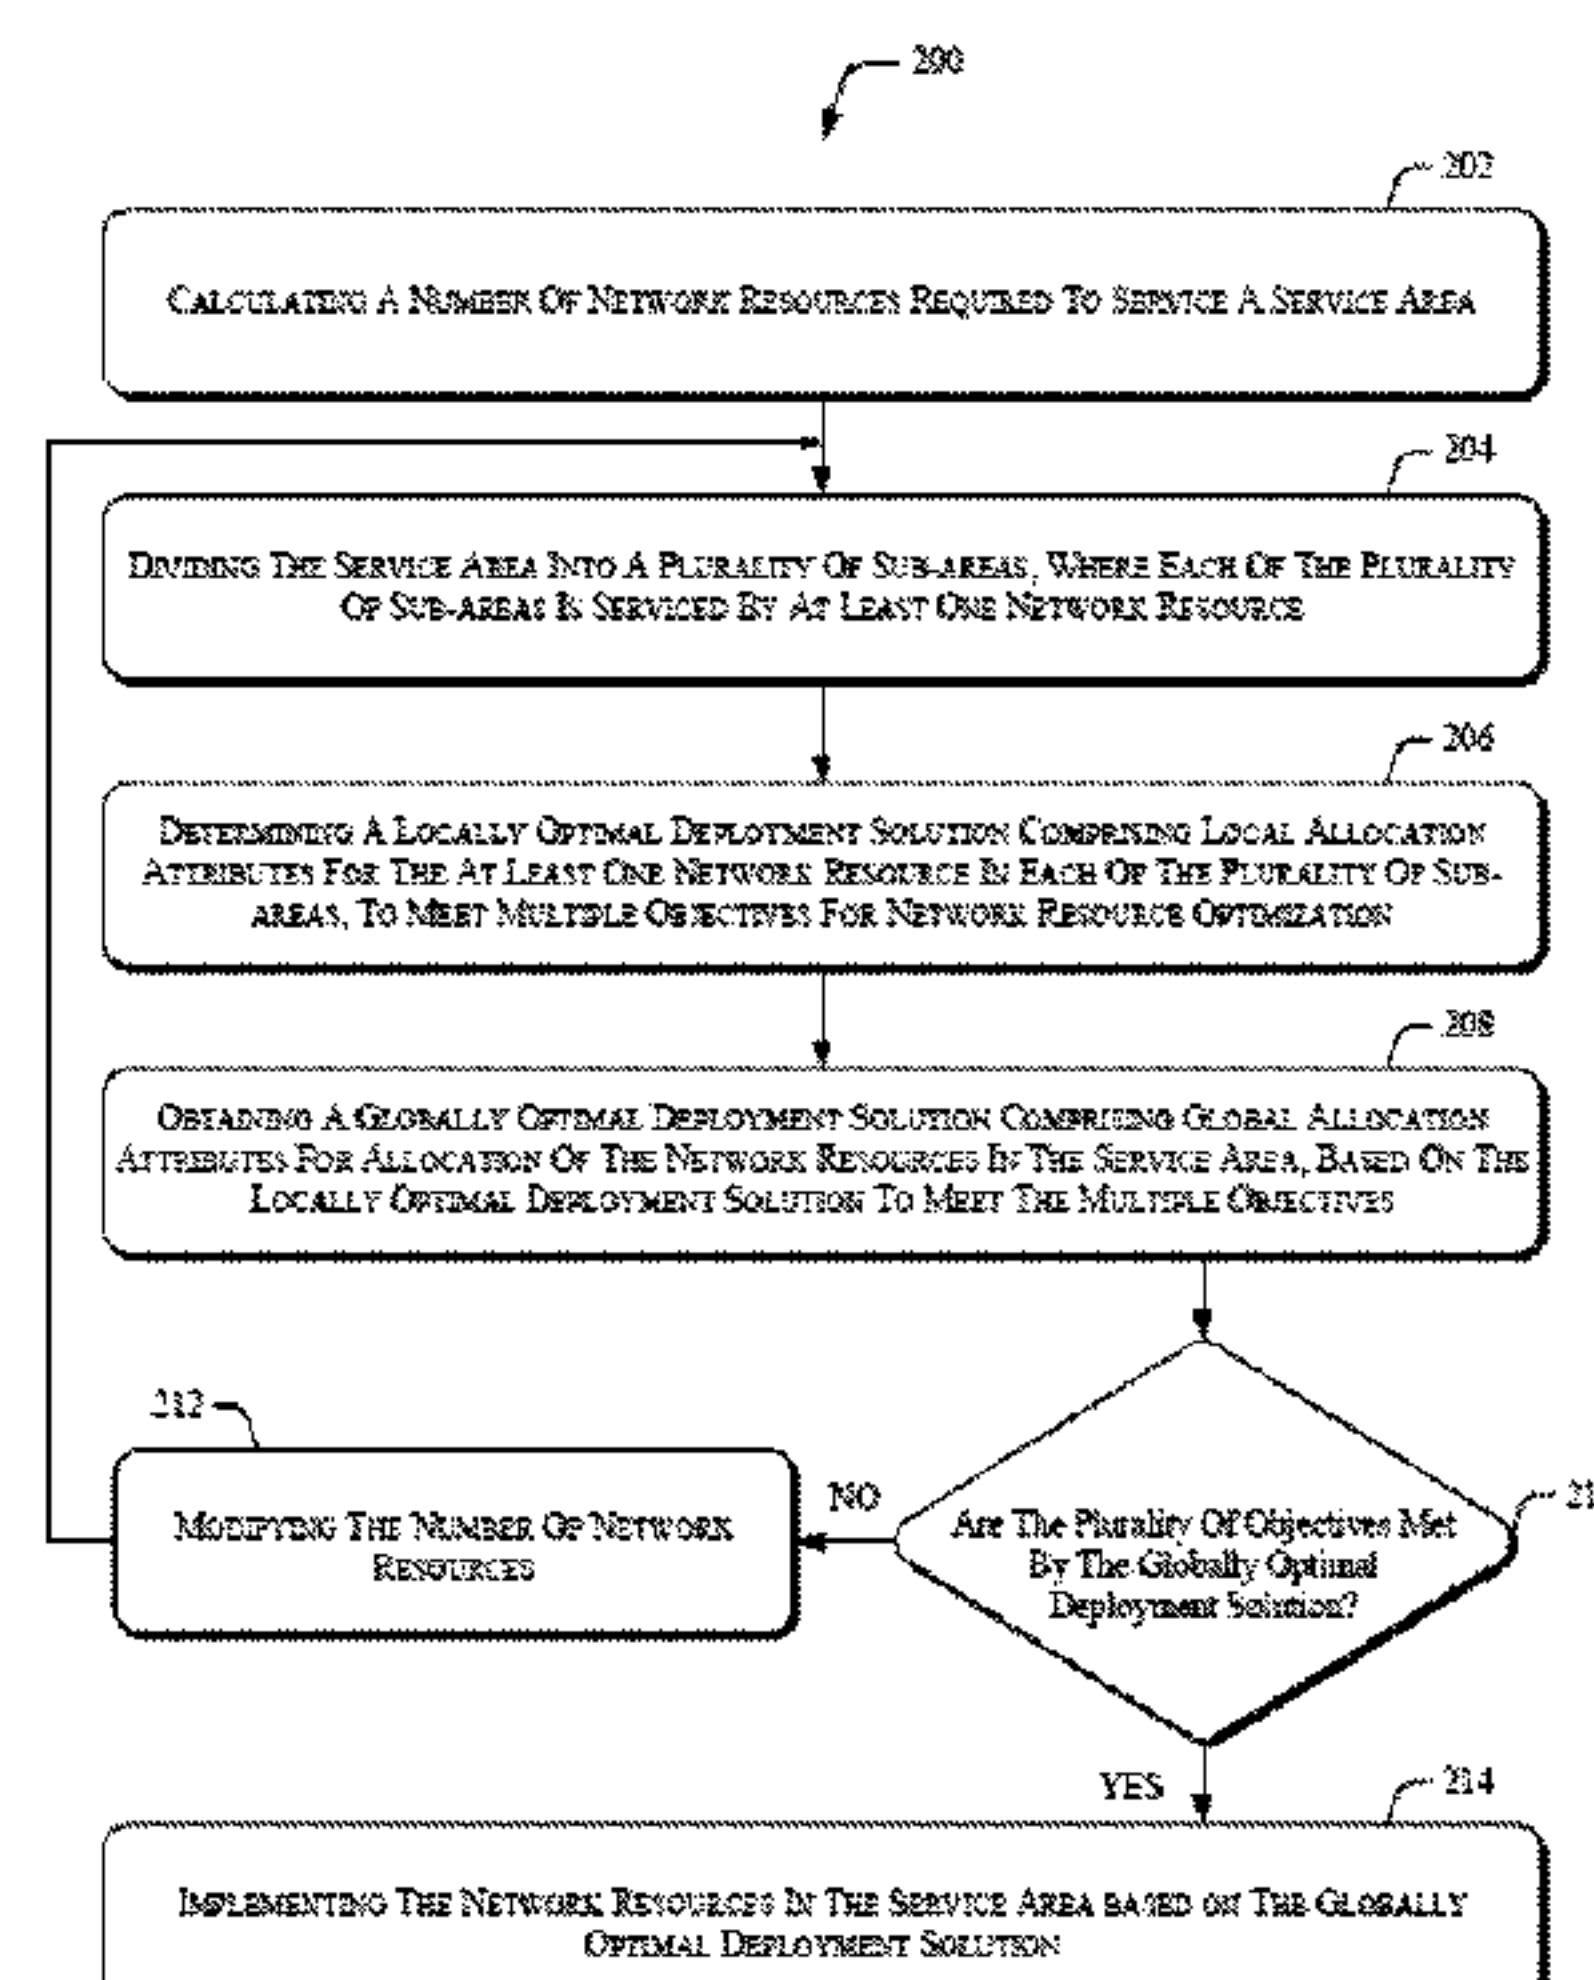 200
202
CALCULATING A NUMBER OF NETWORK RESOURCES REQUIRED TO SERVICE A SERVICE AREA
204
DIVIDING THE SERVICE AREA INTO A PLURALITY OF SUB-AREAS, WHERE EACH OF THE PLURALITY
OF SUB-AREAS IS SERVICED BY AT LEAST ONE NETWORK RESOURCE
206
DETERMINING A LOCALLY OPTIMAL DEPLOYMENT SOLUTION COMPRISING LOCAL ALLOCATION
ATTRIBUTES FOR THE AT LEAST ONE NETWORK RESOURCE IN EACH OF THE PLURALITY OF SUB-
AREAS, TO MEET MULTIPLE OBJECTIVES FOR NETWORK RESOURCE OPTIMIZATION
208
OBTAINING A GLOBALLY OPTIMAL DEPLOYMENT SOLUTION COMPRISING GLOBAL ALLOCATION
ATTRIBUTES FOR ALLOCATION OF THE NETWORK RESOURCES IN THE SERVICE AREA, BASED ON THE
LOCALLY OPTIMAL DEPLOYMENT SOLUTION TO MEET THE MULTIPLE OBJECTIVES
212
MODIFYING THE NUMBER OF NETWORK
RESOURCES
NO
Are The Plurality Of Objectives Met
By The Globally Optimal
Deployment Solution?
21
YES
214
IMPLEMENTING THE NETWORK RESOURCES IN THE SERVICE AREA BASED ON THE GLOBALLY
OPTIMAL DEPLOYMENT SOLUTION